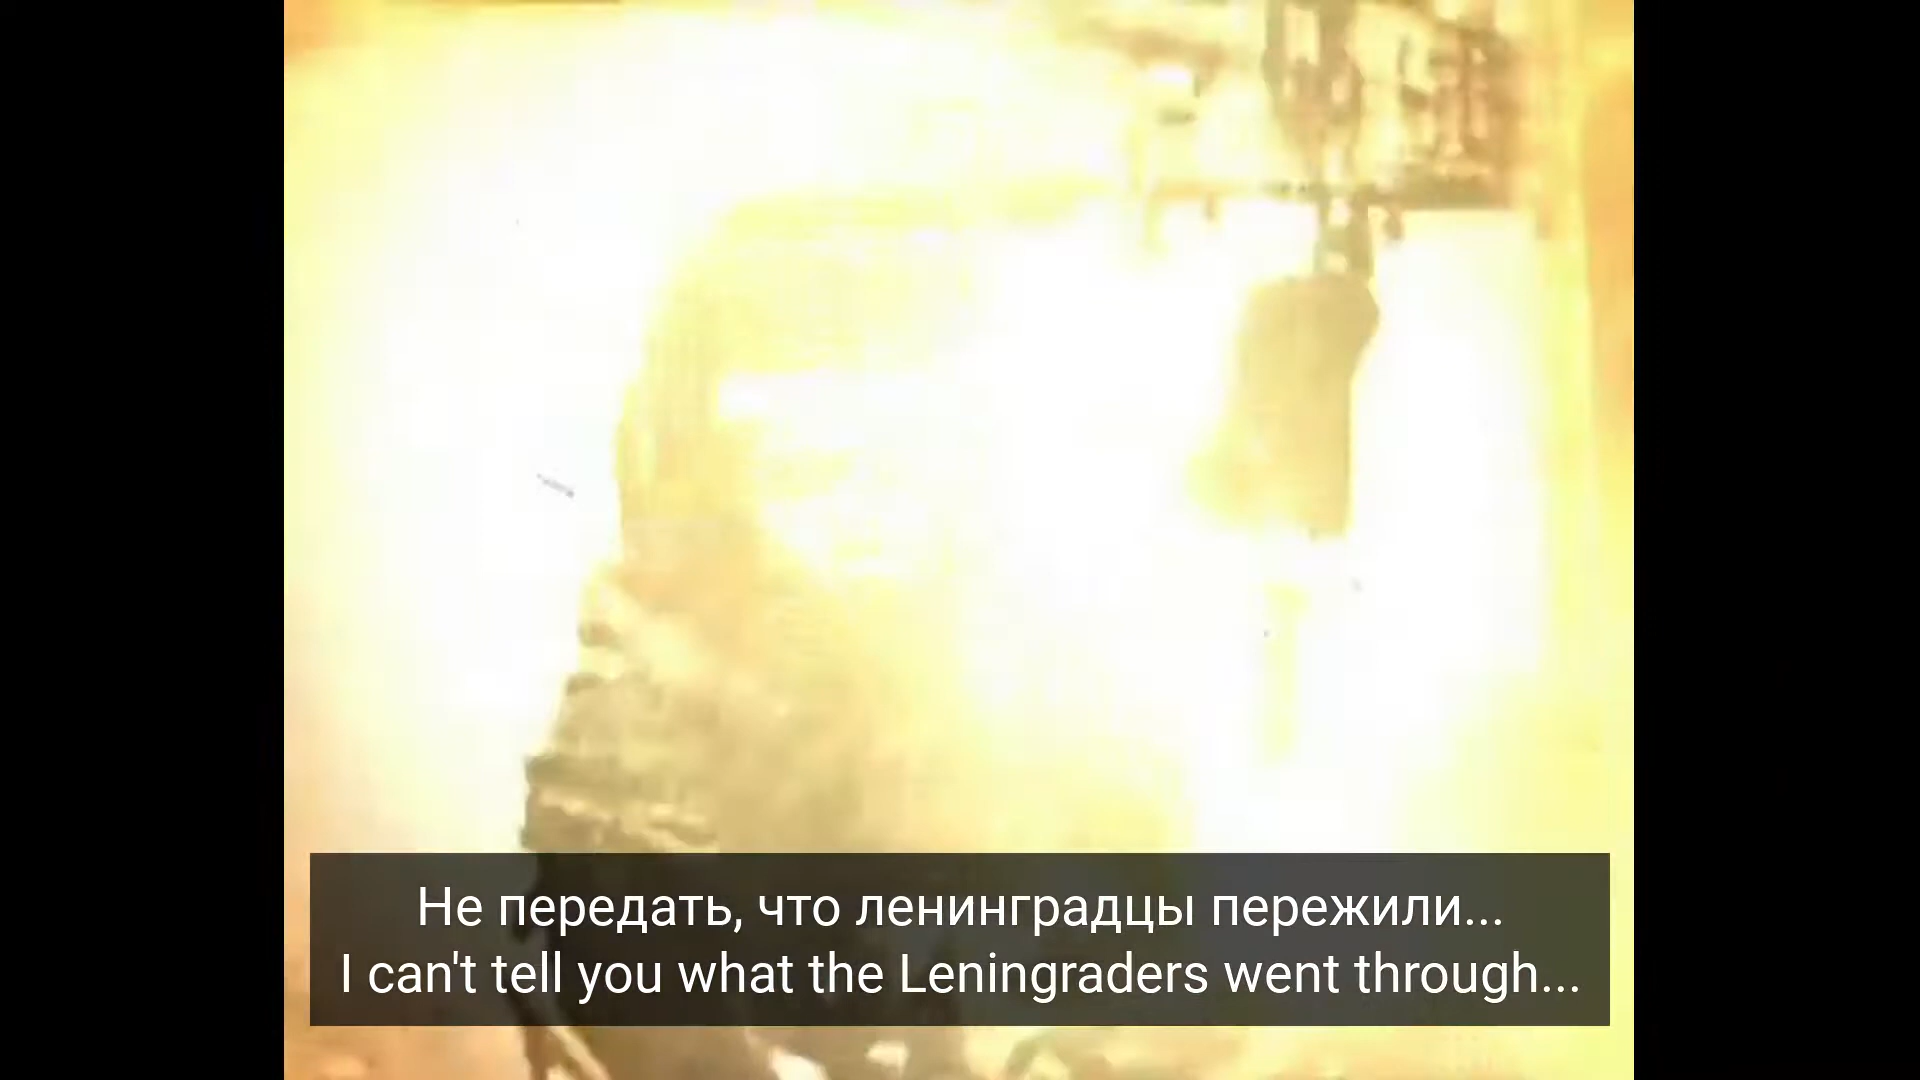 Не передать, что ленинградцы пережили...
I can't tell you what the Leningraders went through...